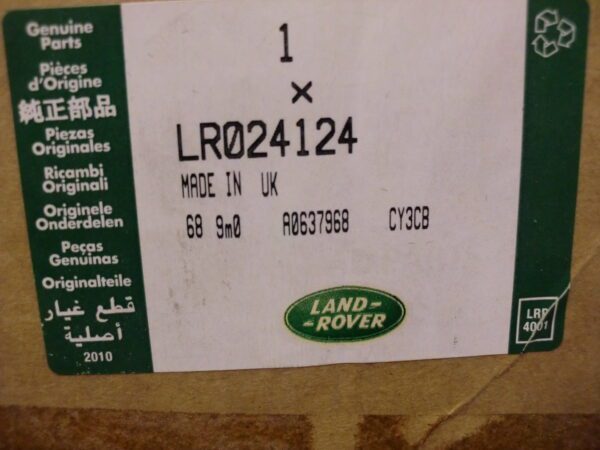 Genuine
Parts
Pièces
d'Origine
純正部品
Piezas
Originales
Ricambi
Originali
Originele
Onderdelen
Peças
Genuinas
Originalteile
قطع غيار
أصلية
2010
1
×
LR024124
MADE IN UK
68 9m0 A0637968 CY3CB
LAND-
-ROVER
LRP
4001